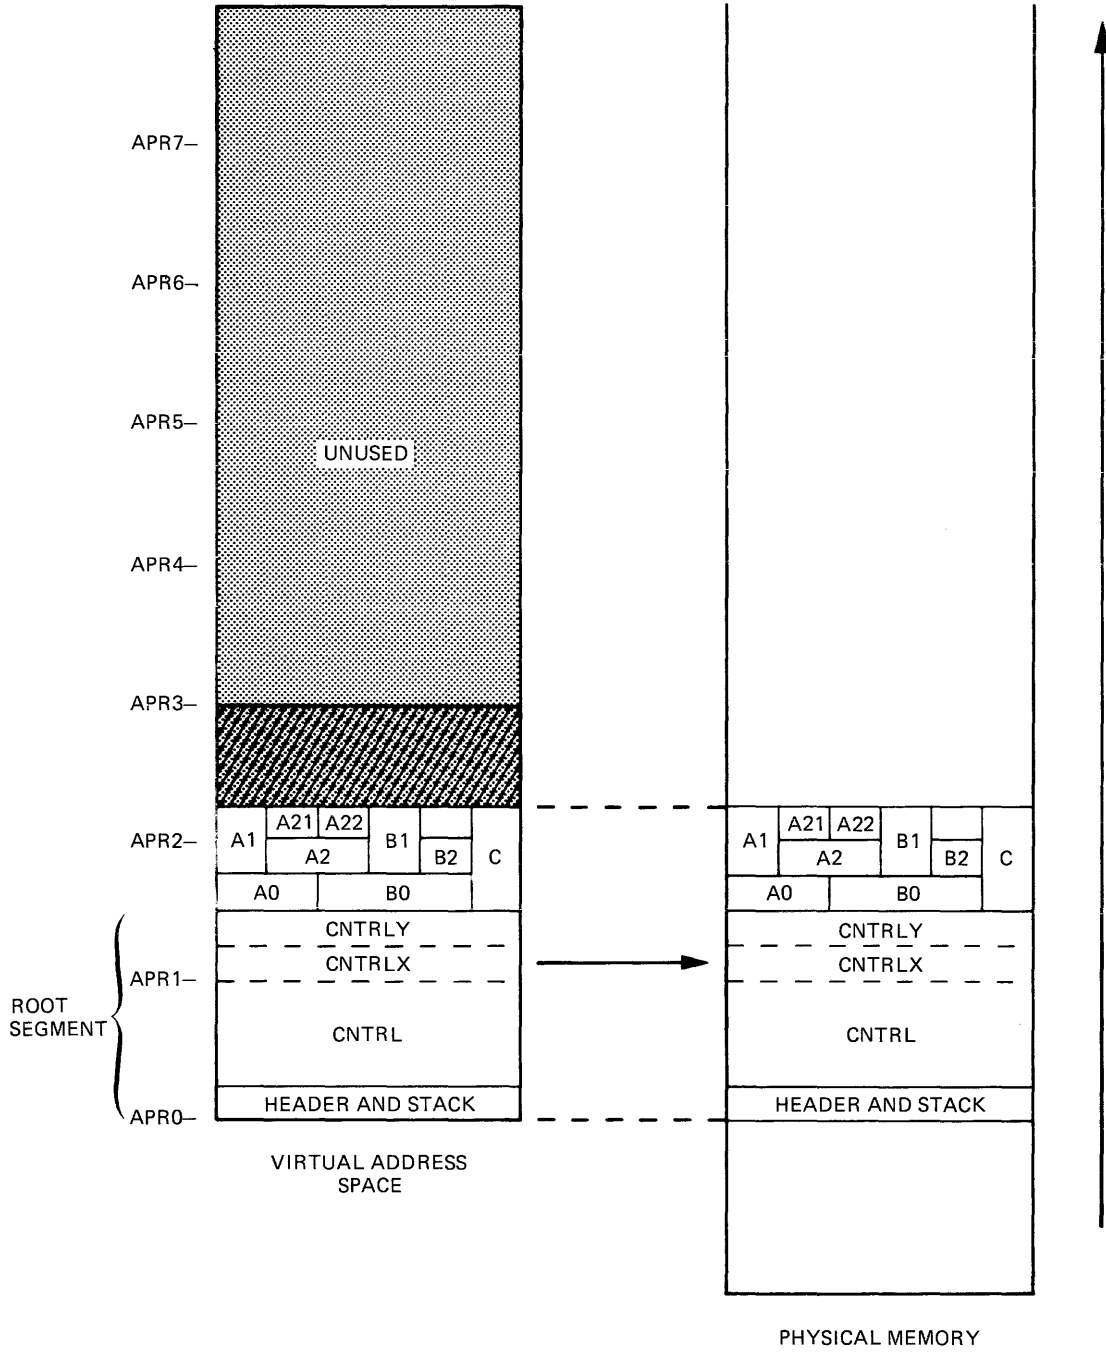 APR7
APR6
APR5
UNUSED
APR4
APR3
APR2
A1 A21 A22 B1 C
A2 B2
A0 B0
A1 A21 A22 B1 C
A2 B2
A0 B0
CNTRLY
CNTRLY
APR1
CNTRLX
CNTRLX
ROOT
SEGMENT
CNTRL
CNTRL
HEADER AND STACK
HEADER AND STACK
APR0
VIRTUAL ADDRESS
SPACE
PHYSICAL MEMORY